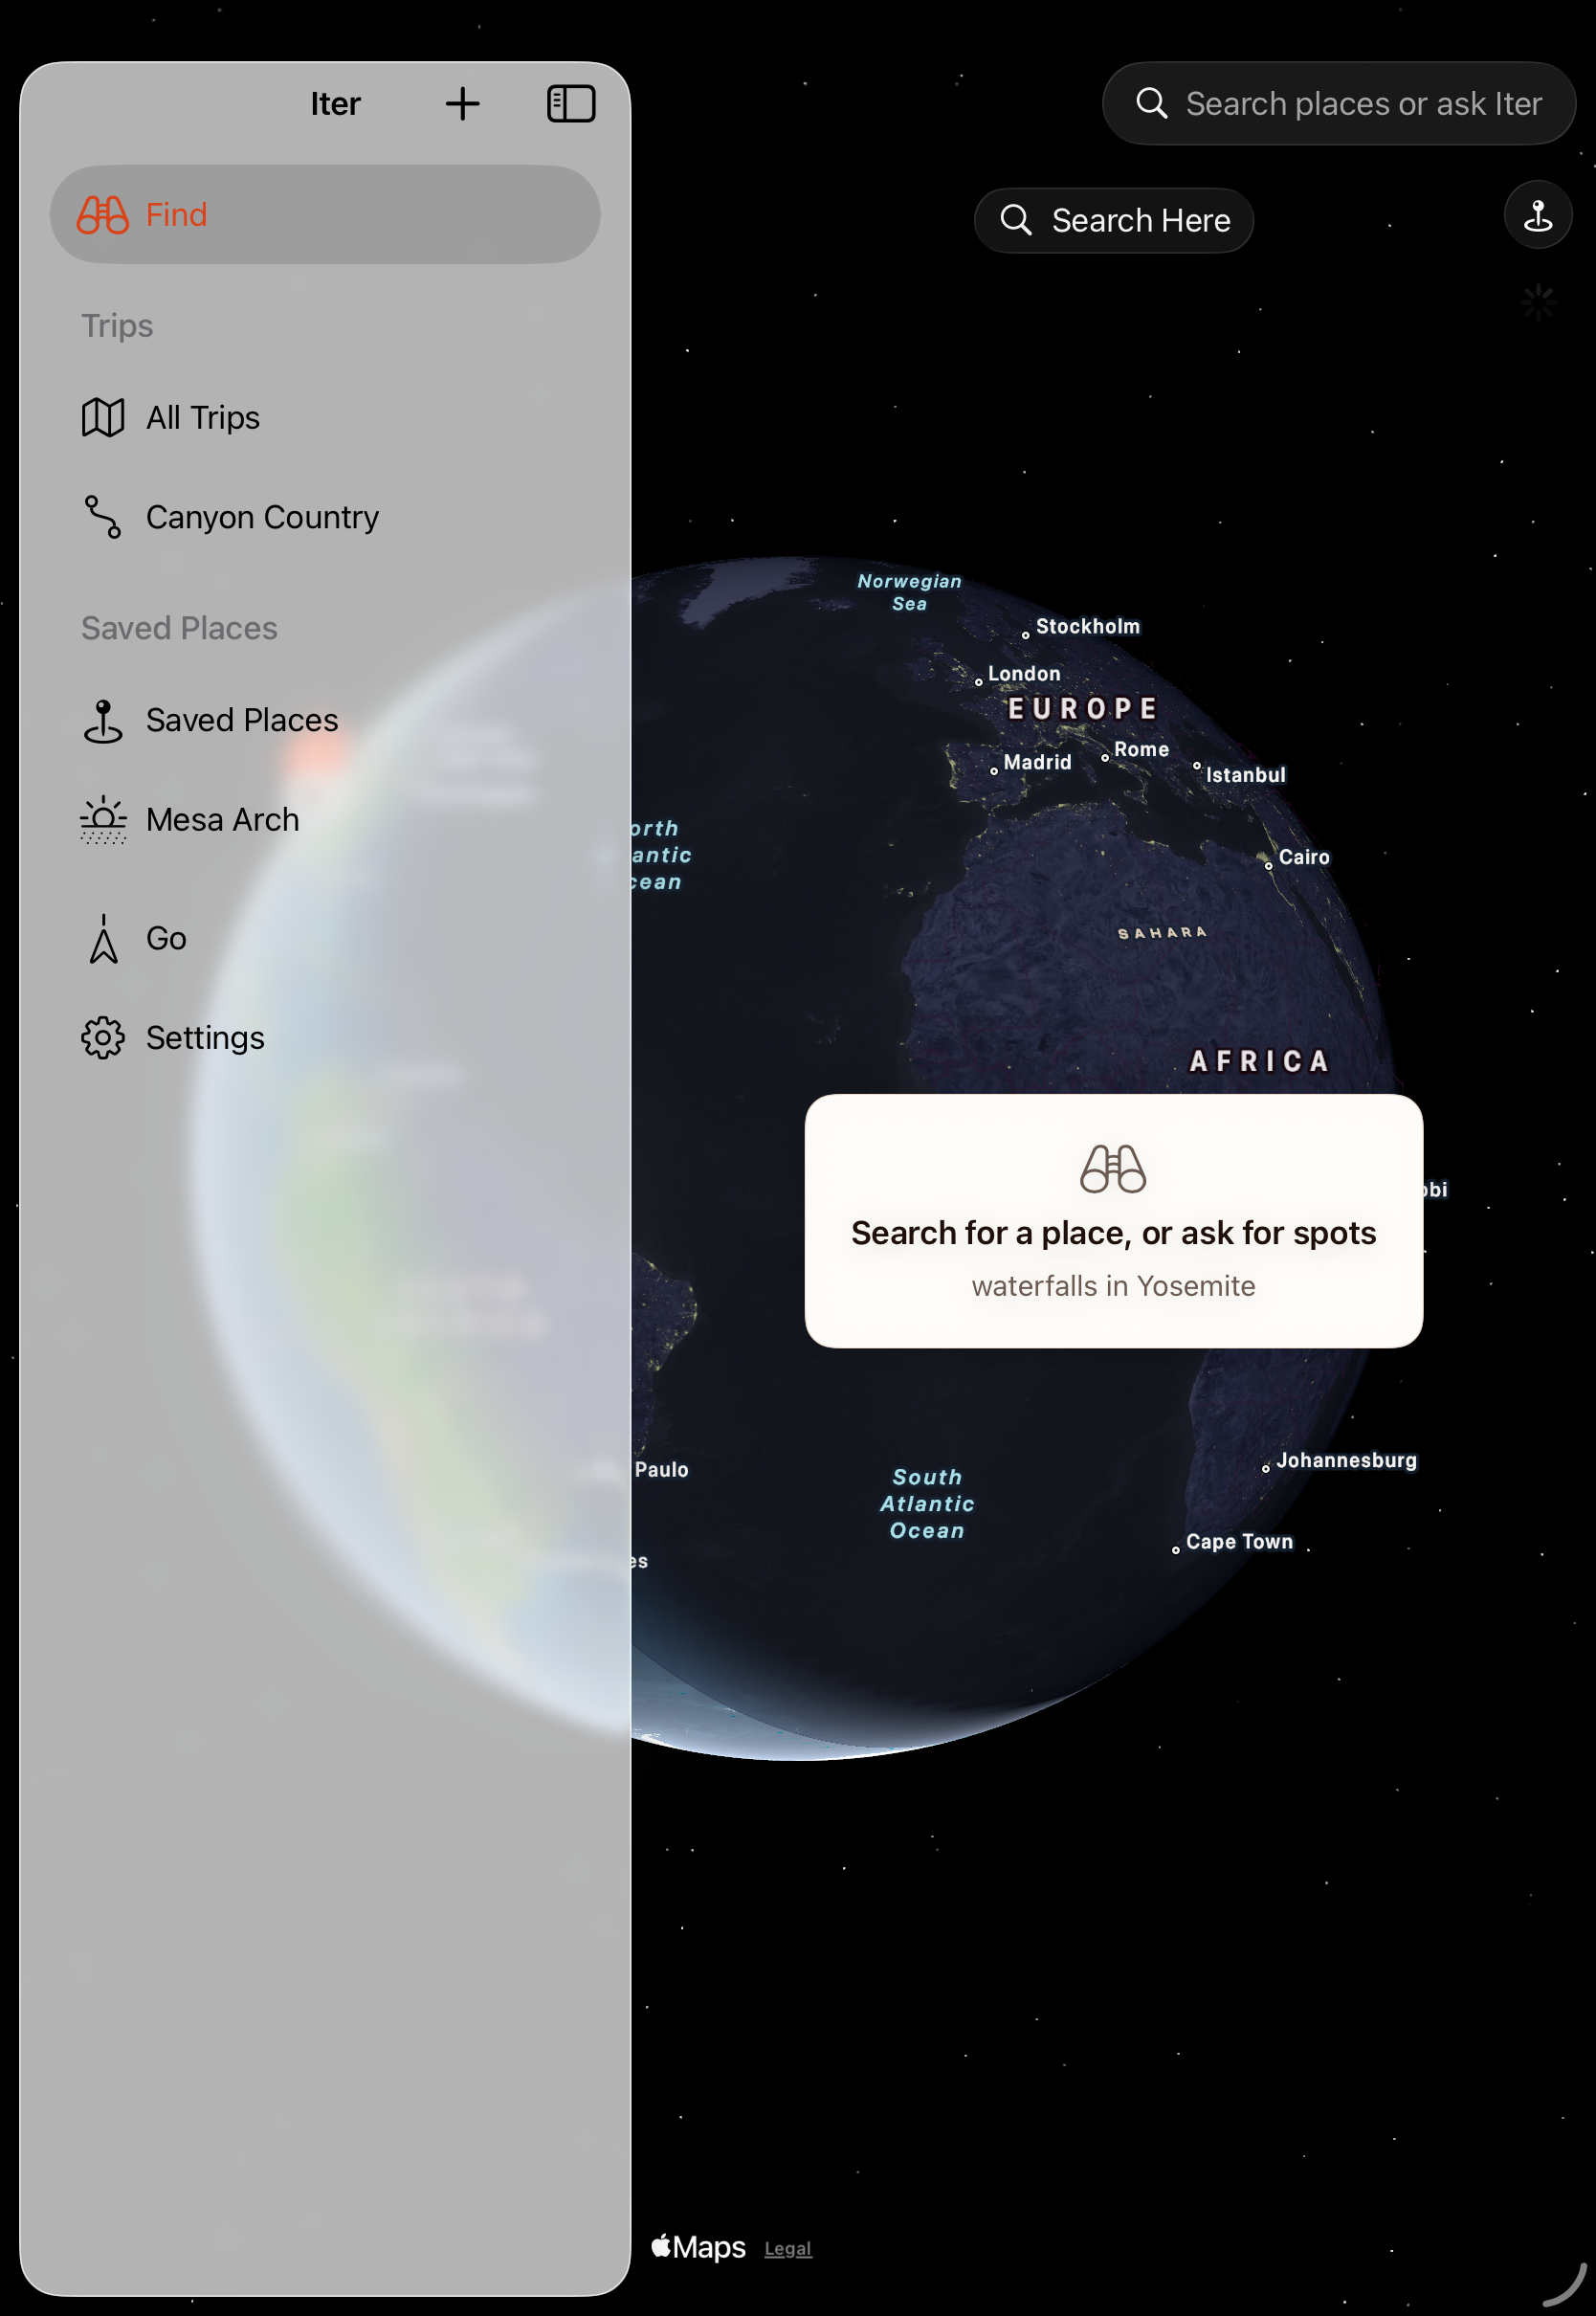 Iter
Search places or ask Iter
Find
Search Here
Trips
All Trips
Canyon Country
Saved Places
Saved Places
Mesa Arch
Go
Settings
Norwegian
Sea
Stockholm
London
EUROPE
Rome
Madrid
Istanbul
orth
antic
cean
Cairo
SAHARA
AFRICA
obi
Search for a place, or ask for spots
waterfalls in Yosemite
Paulo
es
South
Atlantic
Ocean
Johannesburg
Cape Town
Maps
Legal